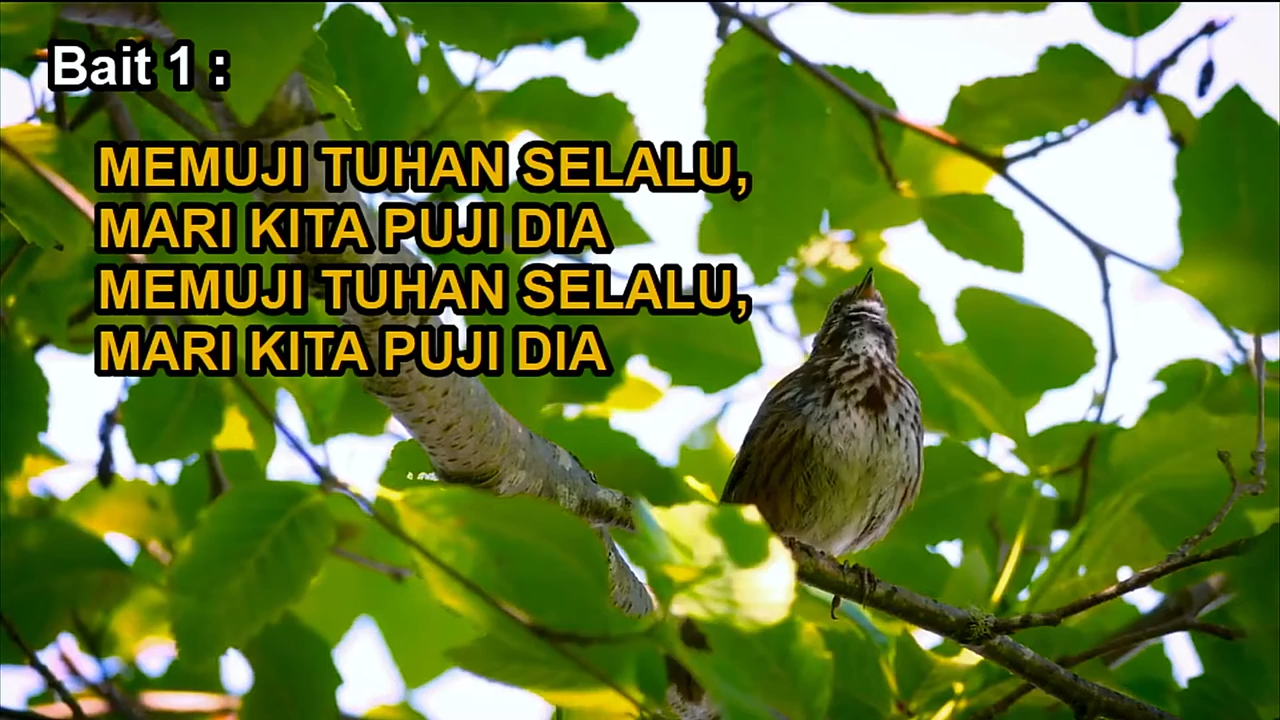 Bait 1 :
MEMUJI TUHAN SELALU,
MARI KITA PUJI DIA
MEMUJI TUHAN SELALU,
MARI KITA PUJI DIA